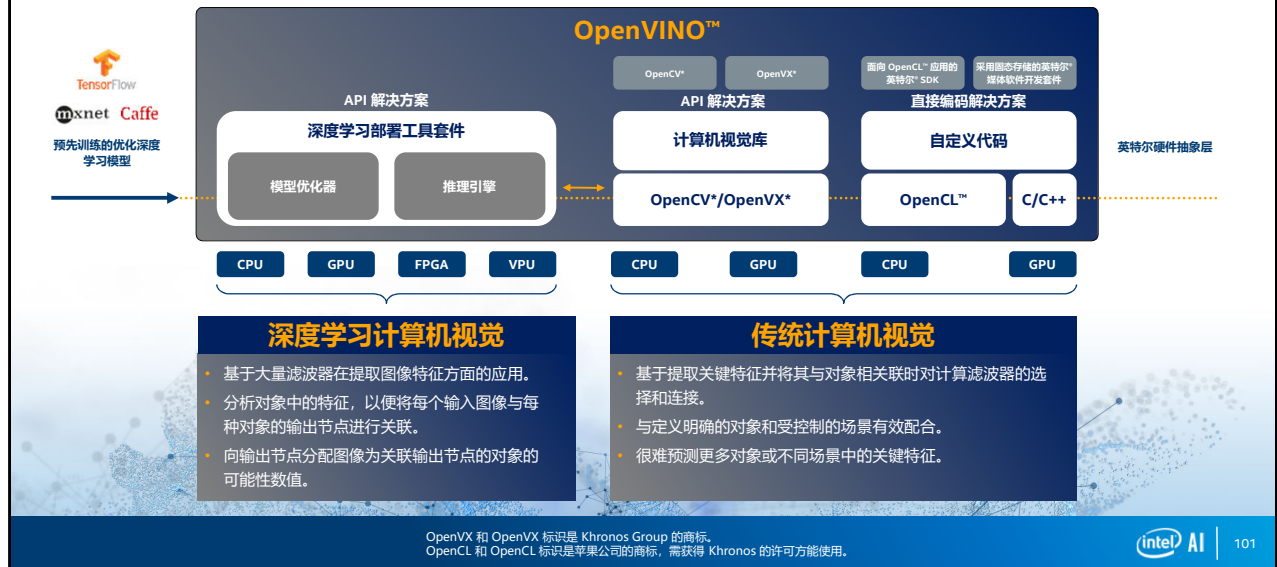 OpenVINO™
TensorFlow
mxnet Caffe
预先训练的优化深度
学习模型
API 解决方案
深度学习部署工具套件
模型优化器
推理引擎
OpenCV*
OpenVX*
API 解决方案
计算机视觉库
OpenCV*/OpenVX*
面向 OpenCL™ 应用的
英特尔® SDK
采用固态存储的英特尔®
媒体软件开发套件
直接编码解决方案
自定义代码
OpenCL™
C/C++
英特尔硬件抽象层
CPU
GPU
FPGA
VPU
CPU
GPU
CPU
GPU
深度学习计算机视觉
• 基于大量滤波器在提取图像特征方面的应用。
• 分析对象中的特征，以便将每个输入图像与每
种对象的输出节点进行关联。
• 向输出节点分配图像为关联输出节点的对象的
可能性数值。
传统计算机视觉
• 基于提取关键特征并将其与对象相关联时对计算滤波器的选
择和连接。
• 与定义明确的对象和受控制的场景有效配合。
• 很难预测更多对象或不同场景中的关键特征。
OpenVX 和 OpenVX 标识是 Khronos Group 的商标。
OpenCL 和 OpenCL 标识是苹果公司的商标，需获得 Khronos 的许可方能使用。
intel AI
101